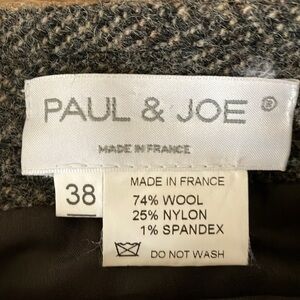 PAUL & JOE ®
MADE IN FRANCE
38
MADE IN FRANCE
74% WOOL
25% NYLON
1% SPANDEX
DO NOT WASH